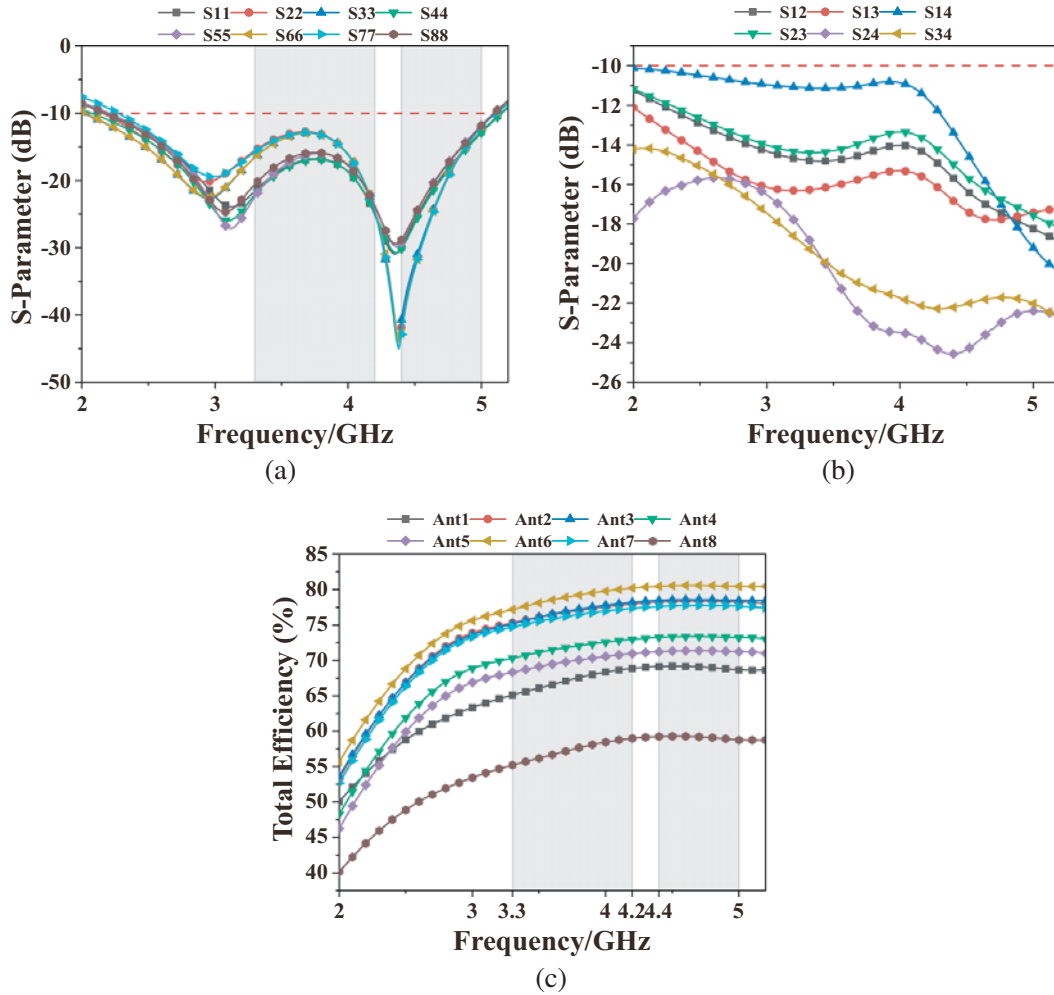 S11 S22 S33 S44
S55 S66 S77 S88
0
-10
-20
-30
-40
-50
S-Parameter (dB)
2 3 4 5
Frequency/GHz
(a)
S12 S13 S14
S23 S24 S34
-10
-12
-14
-16
-18
-20
-22
-24
-26
S-Parameter (dB)
2 3 4 5
Frequency/GHz
(b)
Ant1 Ant2 Ant3 Ant4
Ant5 Ant6 Ant7 Ant8
85
80
75
70
65
60
55
50
45
40
Total Efficiency (%)
2 3 3.3 4 4.2 4.4 5
Frequency/GHz
(c)